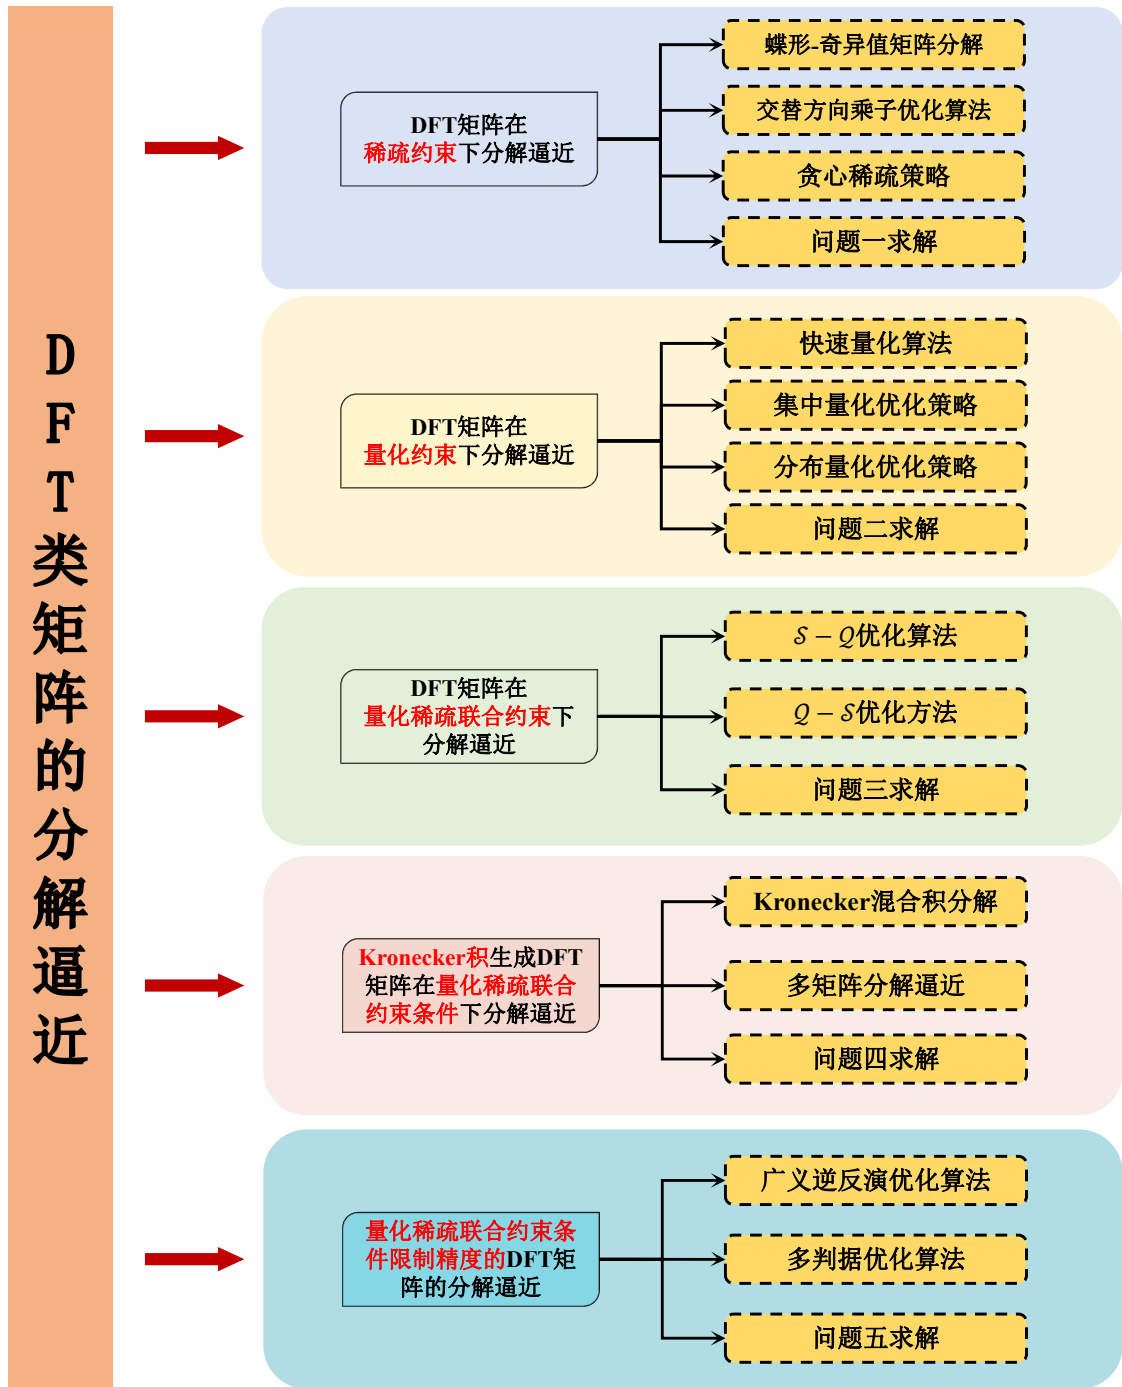 DFT类矩阵的分解逼近
DFT矩阵在
稀疏约束下分解逼近
蝶形-奇异值矩阵分解
交替方向乘子优化算法
贪心稀疏策略
问题一求解
DFT矩阵在
量化约束下分解逼近
快速量化算法
集中量化优化策略
分布量化优化策略
问题二求解
DFT矩阵在
量化稀疏联合约束下
分解逼近
𝒮 − 𝒬优化算法
𝒬 − 𝒮优化方法
问题三求解
Kronecker积生成DFT
矩阵在量化稀疏联合
约束条件下分解逼近
Kronecker混合积分解
多矩阵分解逼近
问题四求解
量化稀疏联合约束条
件限制精度的DFT矩
阵的分解逼近
广义逆反演优化算法
多判据优化算法
问题五求解